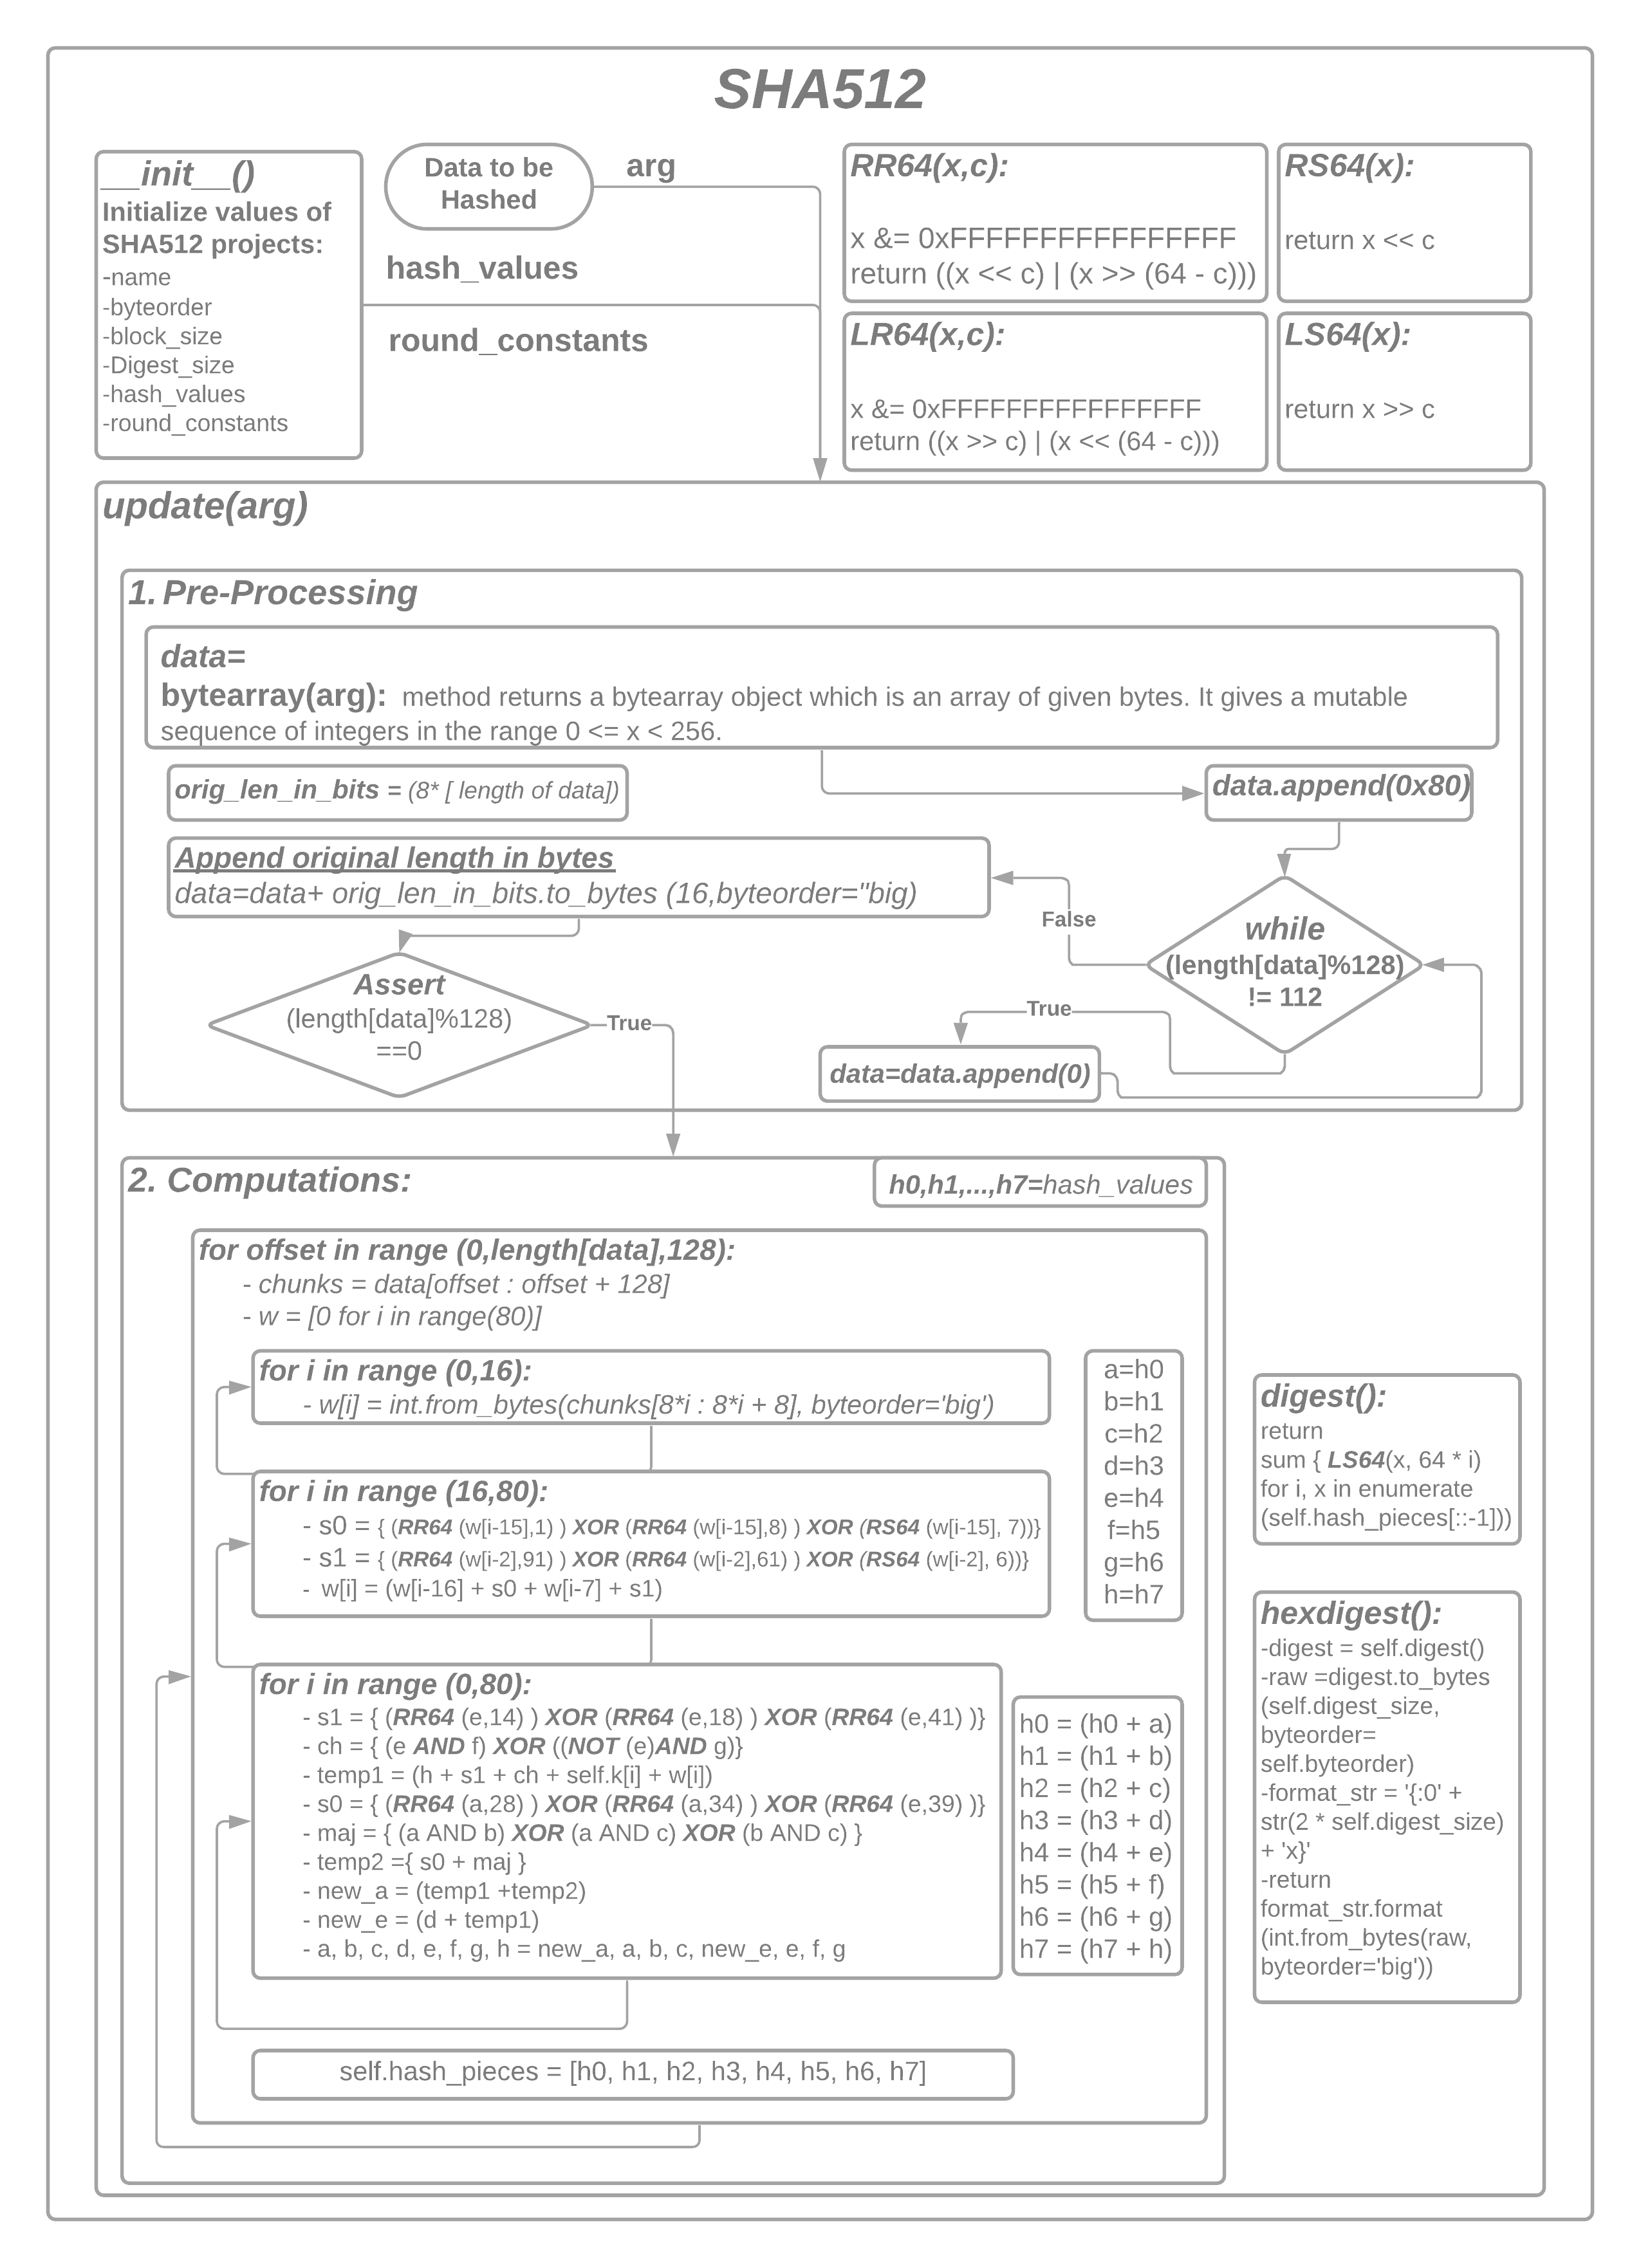 SHA512
__init__()
Initialize values of
SHA512 projects:
-name
-byteorder
-block_size
-Digest_size
-hash_values
-round_constants
Data to be
Hashed
arg
hash_values
round_constants
RR64(x,c):
x &= 0xFFFFFFFFFFFFFFFF
return ((x << c) | (x >> (64 - c)))
RS64(x):
return x << c
LR64(x,c):
x &= 0xFFFFFFFFFFFFFFFF
return ((x >> c) | (x << (64 - c)))
LS64(x):
return x >> c
update(arg)
1. Pre-Processing
data=
bytearray(arg): method returns a bytearray object which is an array of given bytes. It gives a mutable
sequence of integers in the range 0 <= x < 256.
orig_len_in_bits = (8* [ length of data])
data.append(0x80)
Append original length in bytes
data=data+ orig_len_in_bits.to_bytes (16,byteorder="big)
False
while
(length[data]%128)
!= 112
Assert
(length[data]%128)
==0
True
True
data=data.append(0)
2. Computations:
h0,h1,...,h7=hash_values
for offset in range (0,length[data],128):
- chunks = data[offset : offset + 128]
- w = [0 for i in range(80)]
for i in range (0,16):
- w[i] = int.from_bytes(chunks[8*i : 8*i + 8], byteorder='big')
for i in range (16,80):
- s0 = { (RR64 (w[i-15],1) ) XOR (RR64 (w[i-15],8) ) XOR (RS64 (w[i-15], 7))}
- s1 = { (RR64 (w[i-2],91) ) XOR (RR64 (w[i-2],61) ) XOR (RS64 (w[i-2], 6))}
- w[i] = (w[i-16] + s0 + w[i-7] + s1)
a=h0
b=h1
c=h2
d=h3
e=h4
f=h5
g=h6
h=h7
for i in range (0,80):
- s1 = { (RR64 (e,14) ) XOR (RR64 (e,18) ) XOR (RR64 (e,41) )}
- ch = { (e AND f) XOR ((NOT (e)AND g)}
- temp1 = (h + s1 + ch + self.k[i] + w[i])
- s0 = { (RR64 (a,28) ) XOR (RR64 (a,34) ) XOR (RR64 (e,39) )}
- maj = { (a AND b) XOR (a AND c) XOR (b AND c) }
- temp2 ={ s0 + maj }
- new_a = (temp1 +temp2)
- new_e = (d + temp1)
- a, b, c, d, e, f, g, h = new_a, a, b, c, new_e, e, f, g
h0 = (h0 + a)
h1 = (h1 + b)
h2 = (h2 + c)
h3 = (h3 + d)
h4 = (h4 + e)
h5 = (h5 + f)
h6 = (h6 + g)
h7 = (h7 + h)
self.hash_pieces = [h0, h1, h2, h3, h4, h5, h6, h7]
digest():
return
sum { LS64(x, 64 * i)
for i, x in enumerate
(self.hash_pieces[::-1]))
hexdigest():
-digest = self.digest()
-raw =digest.to_bytes
(self.digest_size,
byteorder=
self.byteorder)
-format_str = '{:0' +
str(2 * self.digest_size)
+ 'x}'
-return
format_str.format
(int.from_bytes(raw,
byteorder='big'))